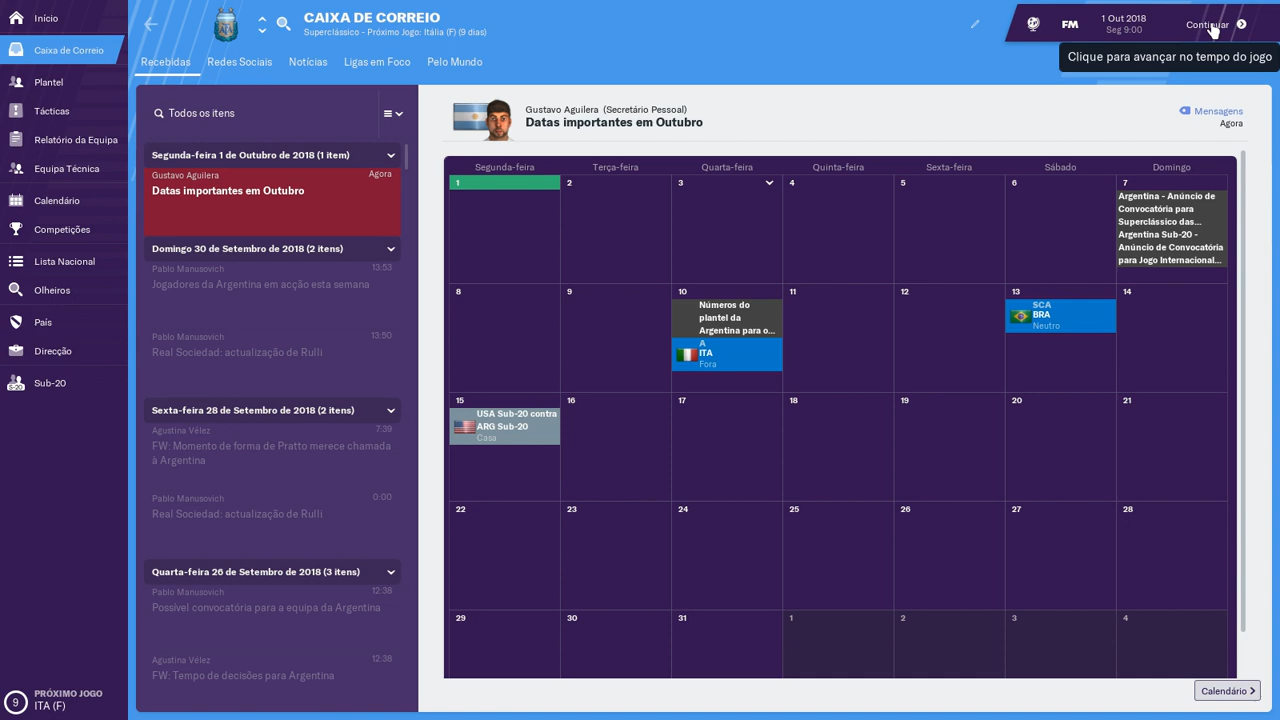 Início
Caixa de Correio
Plantel
Tácticas
Relatório da Equipa
Equipa Técnica
Calendário
Competições
Lista Nacional
Olheiros
País
Direcção
Sub-20
9
PRÓXIMO JOGO
ITA (F)
CAIXA DE CORREIO
Superclássico - Próximo Jogo: Itália (F) (9 dias)
FM
1 Out 2018
Seg 9:00
Continuar
Clique para avançar no tempo do jogo
Recebidas
Redes Sociais
Notícias
Ligas em Foco
Pelo Mundo
Todos os itens
Segunda-feira 1 de Outubro de 2018 (1 item)
Gustavo Aguilera
Agora
Datas importantes em Outubro
Domingo 30 de Setembro de 2018 (2 itens)
Pablo Manusovich
13:53
Jogadores da Argentina em acção esta semana
Pablo Manusovich
13:50
Real Sociedad: actualização de Rulli
Sexta-feira 28 de Setembro de 2018 (2 itens)
Agustina Vélez
7:39
FW: Momento de forma de Pratto merece chamada
à Argentina
Pablo Manusovich
0:00
Real Sociedad: actualização de Rulli
Quarta-feira 26 de Setembro de 2018 (3 itens)
Pablo Manusovich
12:38
Possível convocatória para a equipa da Argentina
Agustina Vélez
12:38
FW: Tempo de decisões para Argentina
Gustavo Aguilera (Secretário Pessoal)
Datas importantes em Outubro
Mensagens
Agora
Segunda-feira
Terça-feira
Quarta-feira
Quinta-feira
Sexta-feira
Sábado
Domingo
1
2
3
4
5
6
7
Argentina - Anúncio de
Convocatória para
Superclássico das...
Argentina Sub-20 -
Anúncio de Convocatória
para Jogo Internacional...
8
9
10
Números do
plantel da
Argentina para o...
A
ITA
Fora
11
12
13
SCA
BRA
Neutro
14
15
USA Sub-20 contra
ARG Sub-20
Casa
16
17
18
19
20
21
22
23
24
25
26
27
28
29
30
31
1
2
3
4
Calendário